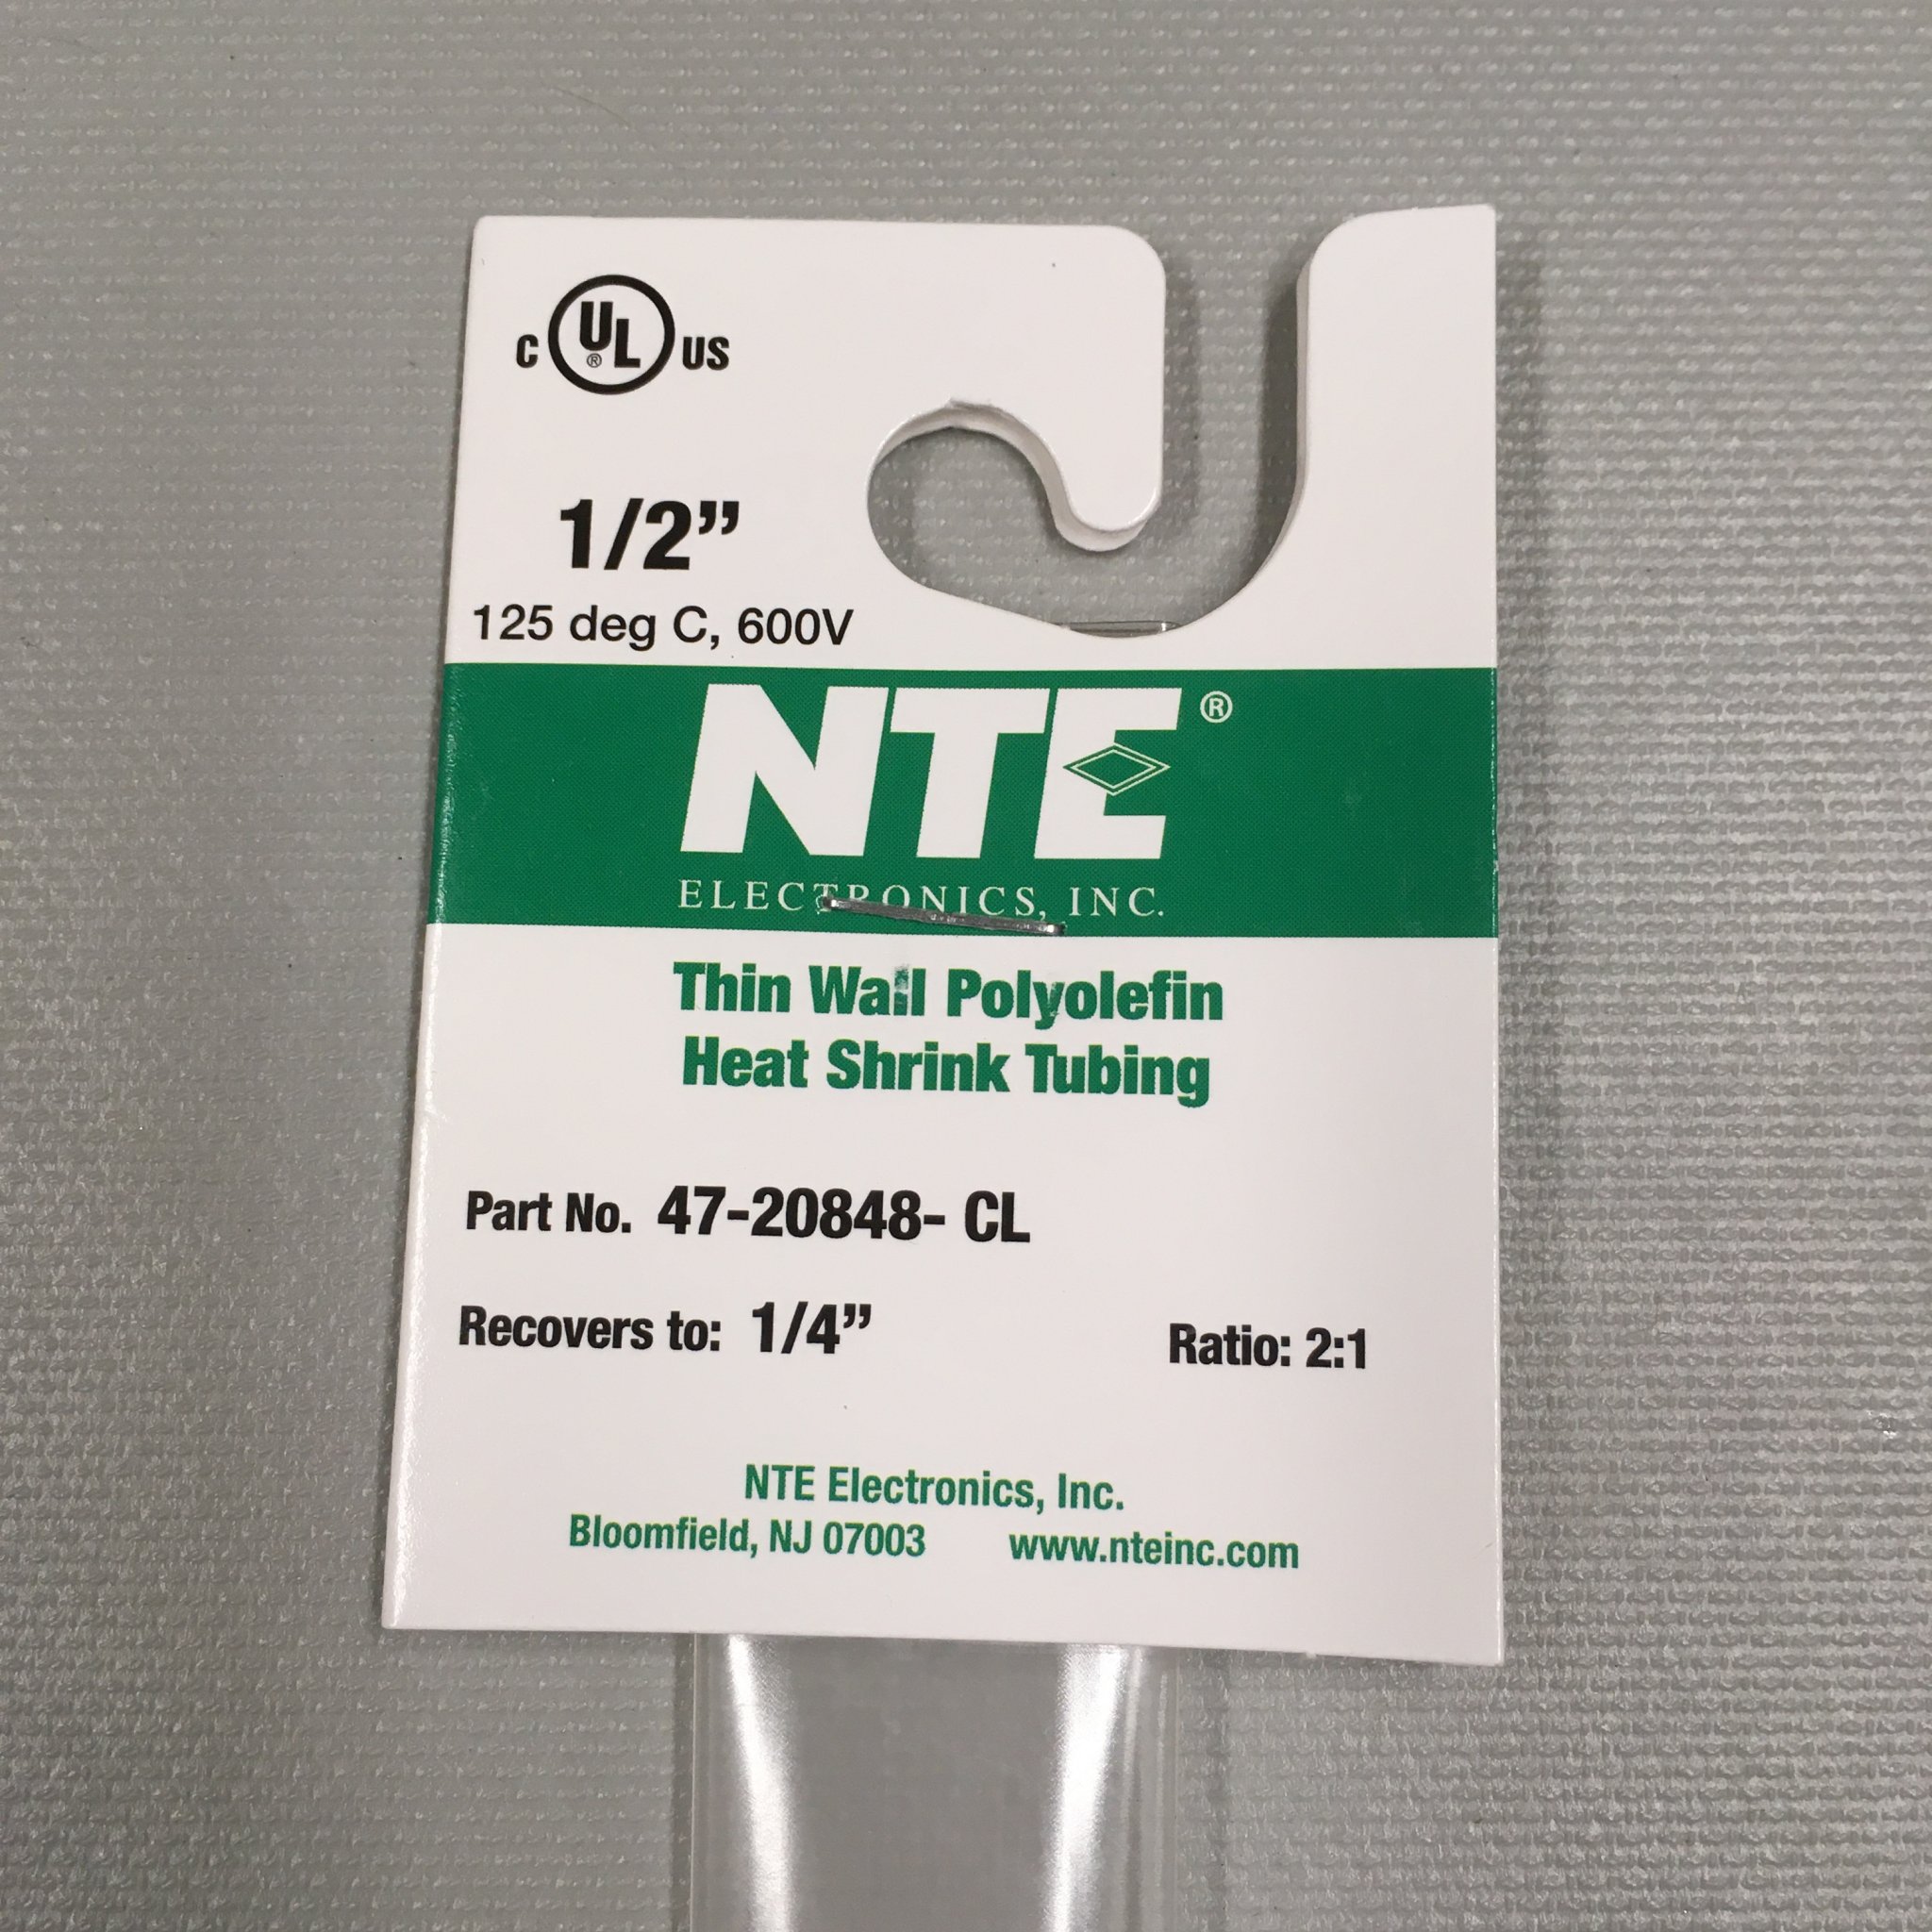 C UL® US
1/2”
125 deg C, 600V
NTE®
ELECTRONICS, INC.
Thin Wall Polyolefin
Heat Shrink Tubing
Part No. 47-20848- CL
Recovers to: 1/4” Ratio: 2:1
NTE Electronics, Inc.
Bloomfield, NJ 07003 www.nteinc.com